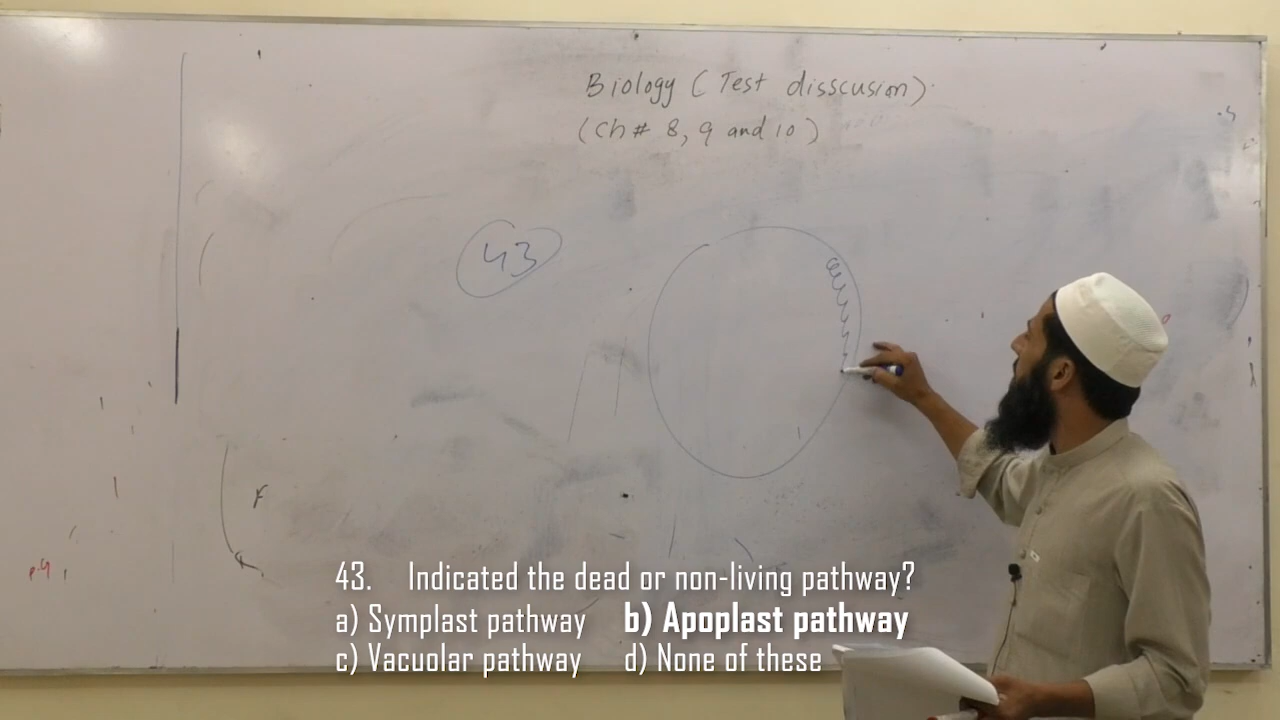 Biology (Test disscusion)
(Ch# 8, 9 and 10)
43
43. Indicated the dead or non-living pathway?
a) Symplast pathway b) Apoplast pathway
c) Vacuolar pathway d) None of these